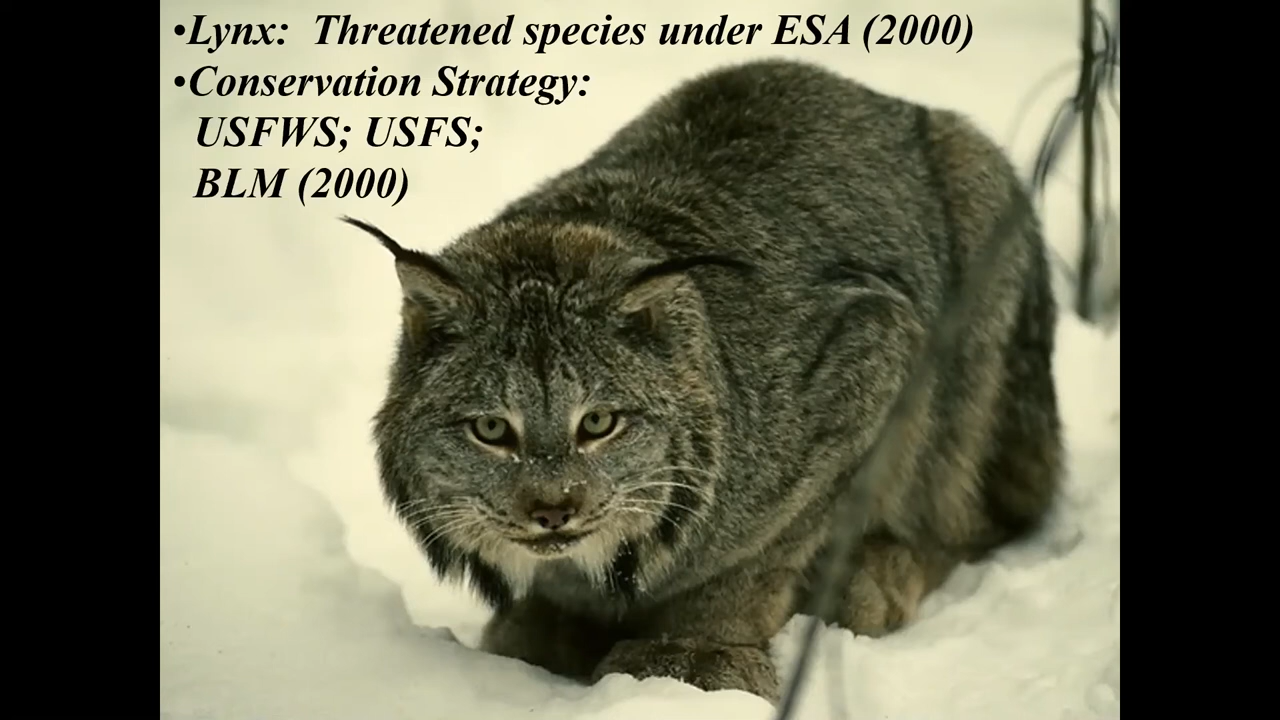 •Lynx: Threatened species under ESA (2000)
•Conservation Strategy:
USFWS; USFS;
BLM (2000)